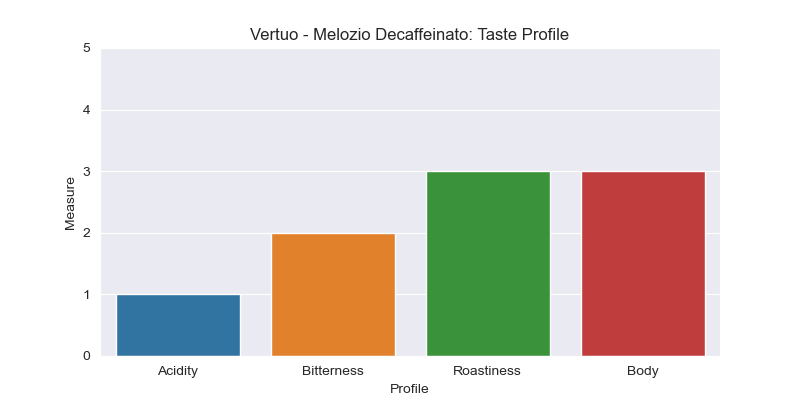 Vertuo - Melozio Decaffeinato: Taste Profile
5
4
3
2
1
0
Measure
Acidity Bitterness Roastiness Body
Profile